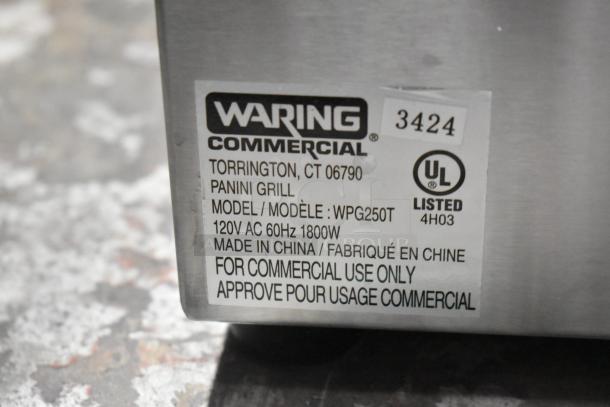 WARING
COMMERCIAL®
3424
TORRINGTON, CT 06790
PANINI GRILL
MODEL / MODÈLE : WPG250T
120V AC 60Hz 1800W
MADE IN CHINA / FABRIQUÉ EN CHINE
FOR COMMERCIAL USE ONLY
APPROVE POUR USAGE COMMERCIAL
UL®
LISTED
4H03